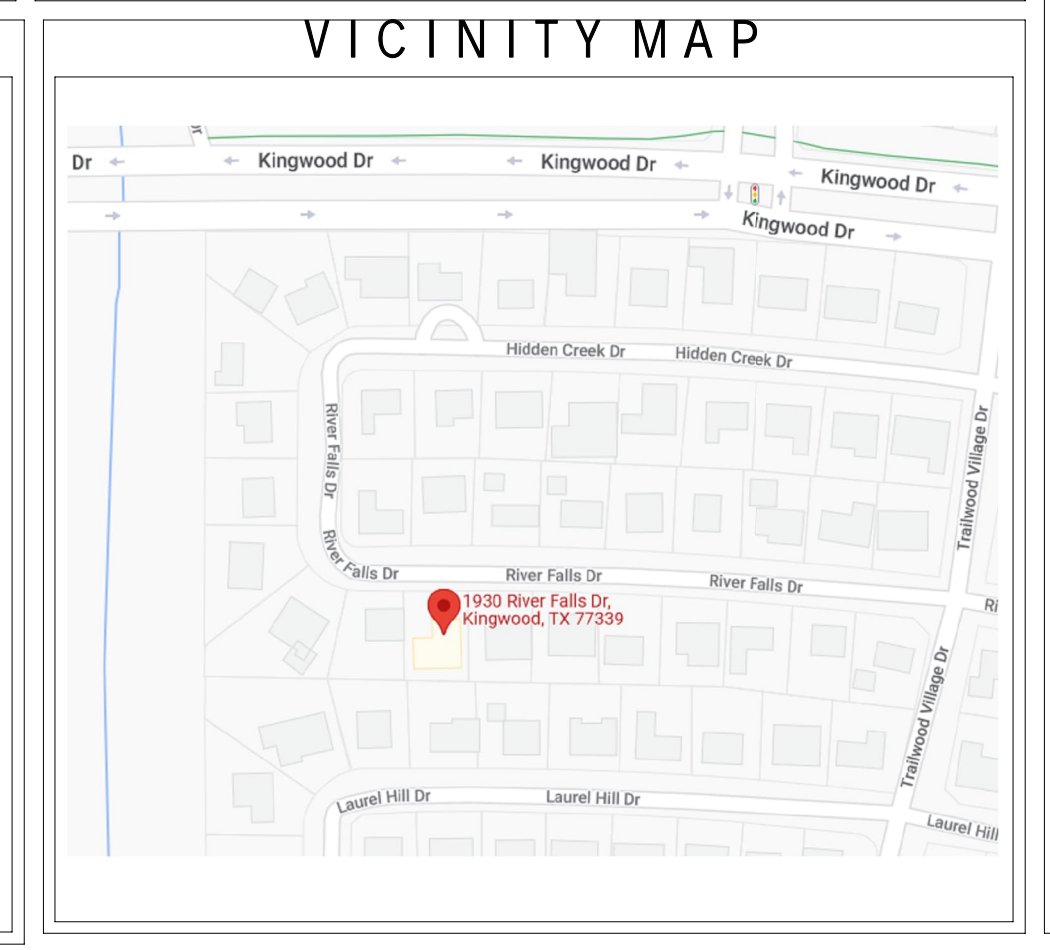 VICINITY MAP
Dr
Kingwood Dr
Kingwood Dr
Kingwood Dr
Kingwood Dr
Hidden Creek Dr
Hidden Creek Dr
River Falls Dr
Trailwood Village Dr
River Falls Dr
River Falls Dr
River Falls Dr
1930 River Falls Dr,
Kingwood, TX 77339
Ri
Trailwood Village Dr
Laurel Hill Dr
Laurel Hill Dr
Laurel Hill